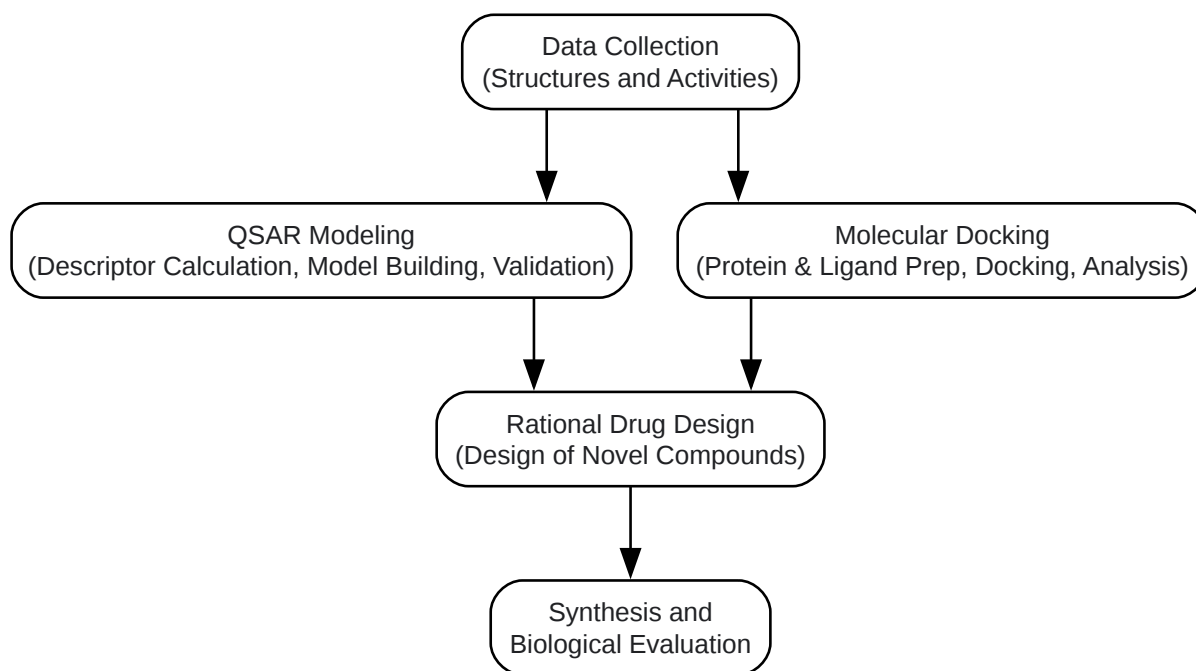 Data Collection
(Structures and Activities)
QSAR Modeling
(Descriptor Calculation, Model Building, Validation)
Molecular Docking
(Protein & Ligand Prep, Docking, Analysis)
Rational Drug Design
(Design of Novel Compounds)
Synthesis and
Biological Evaluation